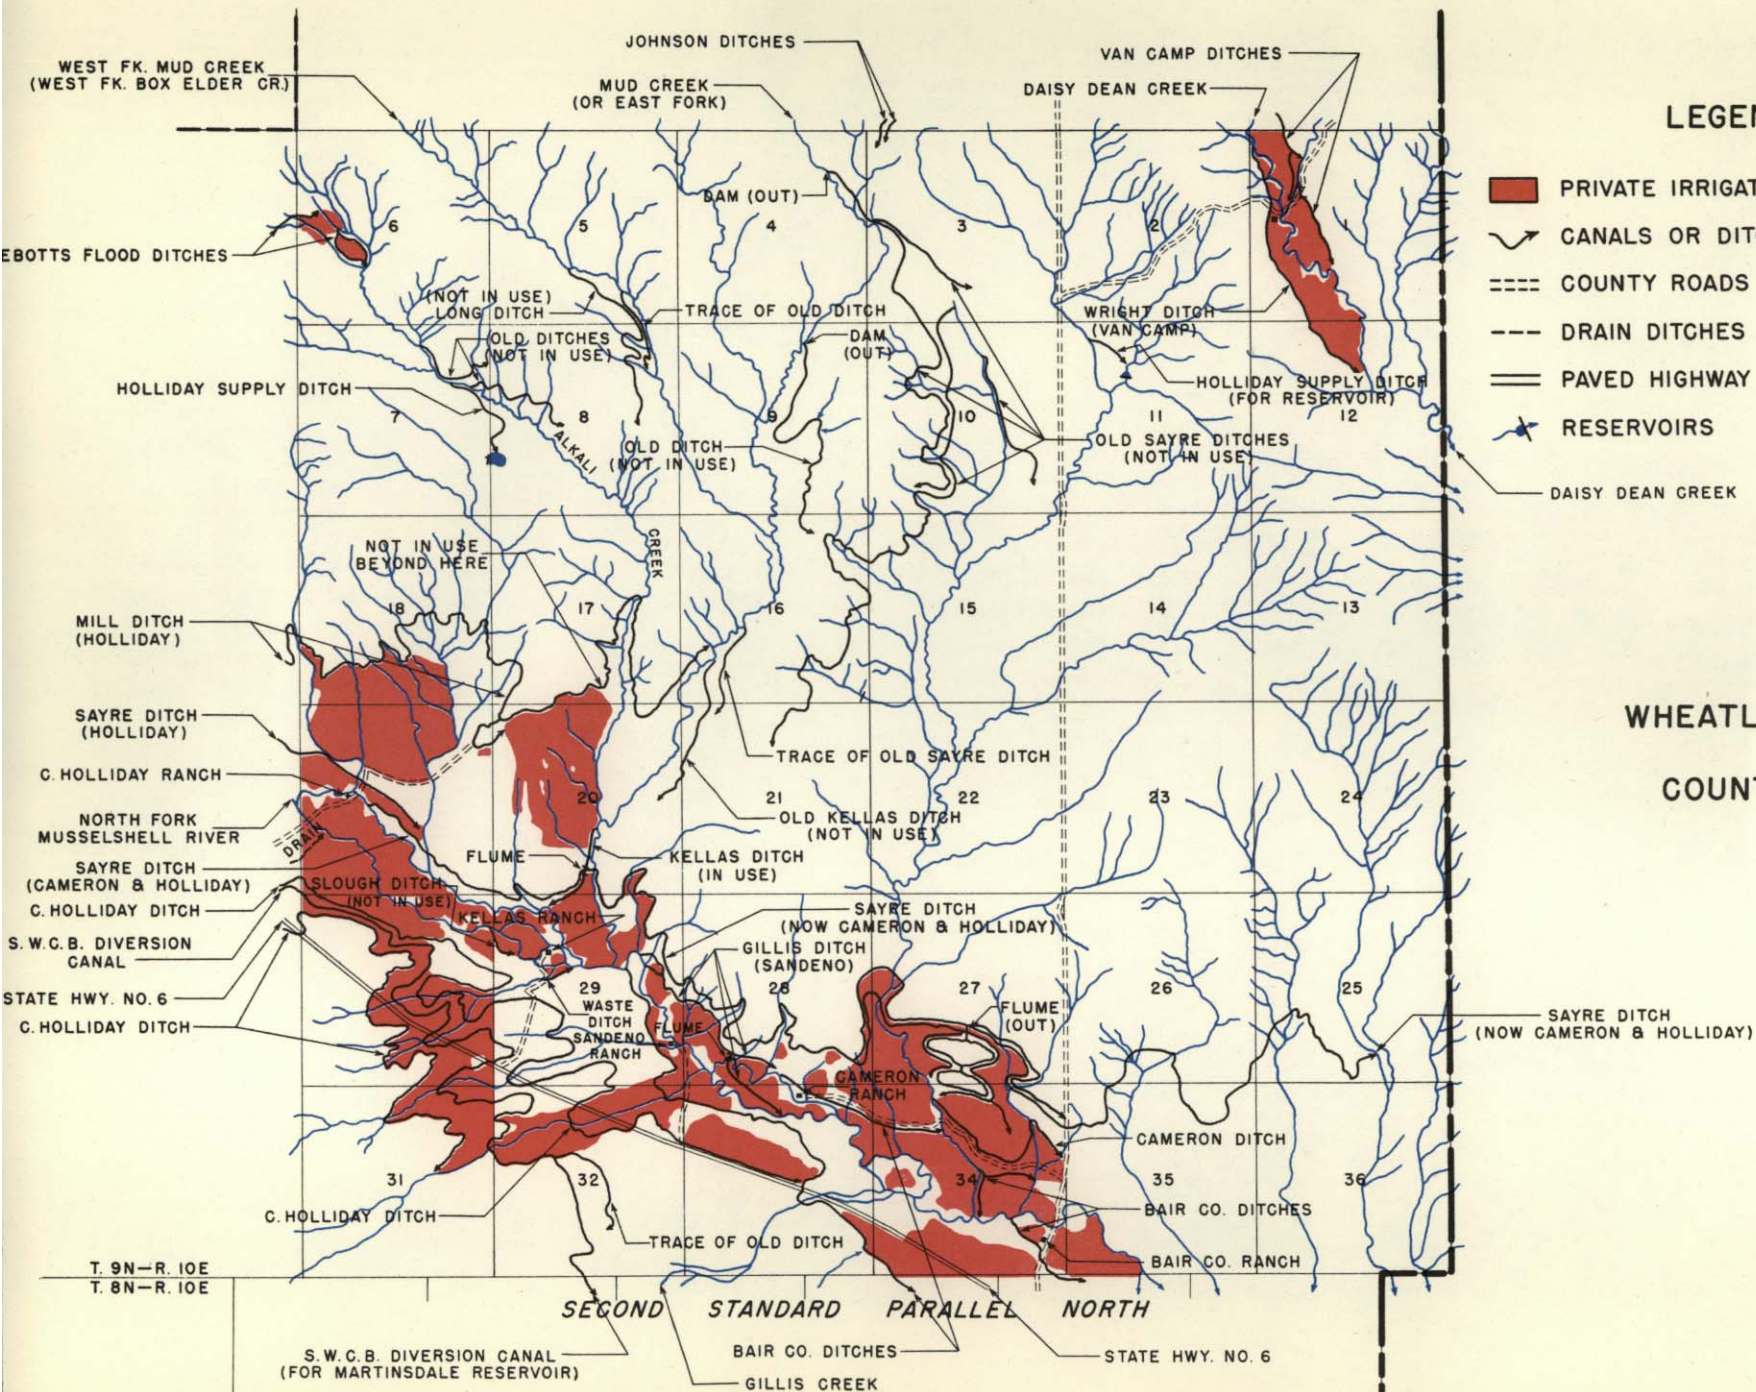 JOHNSON DITCHES
VAN CAMP DITCHES
WEST FK. MUD CREEK
(WEST FK. BOX ELDER CR.)
MUD CREEK
(OR EAST FORK)
DAISY DEAN CREEK
DAM (OUT)
6
5
4
3
2
1
EBOTTS FLOOD DITCHES
(NOT IN USE)
LONG DITCH
TRACE OF OLD DITCH
WRIGHT DITCH
(VAN CAMP)
OLD DITCHES
(NOT IN USE)
DAM
(OUT)
HOLLIDAY SUPPLY DITCH
HOLLIDAY SUPPLY DITCH
(FOR RESERVOIR)
7
8
9
10
11
12
ALKALI
CREEK
OLD DITCH
(NOT IN USE)
OLD SAYRE DITCHES
(NOT IN USE)
DAISY DEAN CREEK
NOT IN USE
BEYOND HERE
18
17
16
15
14
13
MILL DITCH
(HOLLIDAY)
SAYRE DITCH
(HOLLIDAY)
C. HOLLIDAY RANCH
TRACE OF OLD SAYRE DITCH
20
21
22
23
24
NORTH FORK
MUSSELSHELL RIVER
DRAIN
OLD KELLAS DITCH
(NOT IN USE)
SAYRE DITCH
(CAMERON & HOLLIDAY)
FLUME
KELLAS DITCH
(IN USE)
SLOUGH DITCH
(NOT IN USE)
C. HOLLIDAY DITCH
KELLAS RANCH
SAYRE DITCH
(NOW CAMERON & HOLLIDAY)
S.W.C.B. DIVERSION
CANAL
GILLIS DITCH
(SANDENO)
STATE HWY. NO. 6
29
28
27
26
25
WASTE
DITCH
SANDENO
RANCH
FLUME
FLUME
(OUT)
C. HOLLIDAY DITCH
SAYRE DITCH
(NOW CAMERON & HOLLIDAY)
CAMERON
RANCH
CAMERON DITCH
31
32
34
35
36
C. HOLLIDAY DITCH
BAIR CO. DITCHES
TRACE OF OLD DITCH
BAIR CO. RANCH
T. 9N-R. 10E
T. 8N-R. 10E
SECOND STANDARD PARALLEL NORTH
S.W.C.B. DIVERSION CANAL
(FOR MARTINSDALE RESERVOIR)
BAIR CO. DITCHES
STATE HWY. NO. 6
GILLIS CREEK
LEGEN
PRIVATE IRRIGAT
CANALS OR DIT
COUNTY ROADS
DRAIN DITCHES
PAVED HIGHWAY
RESERVOIRS
WHEATL
COUN